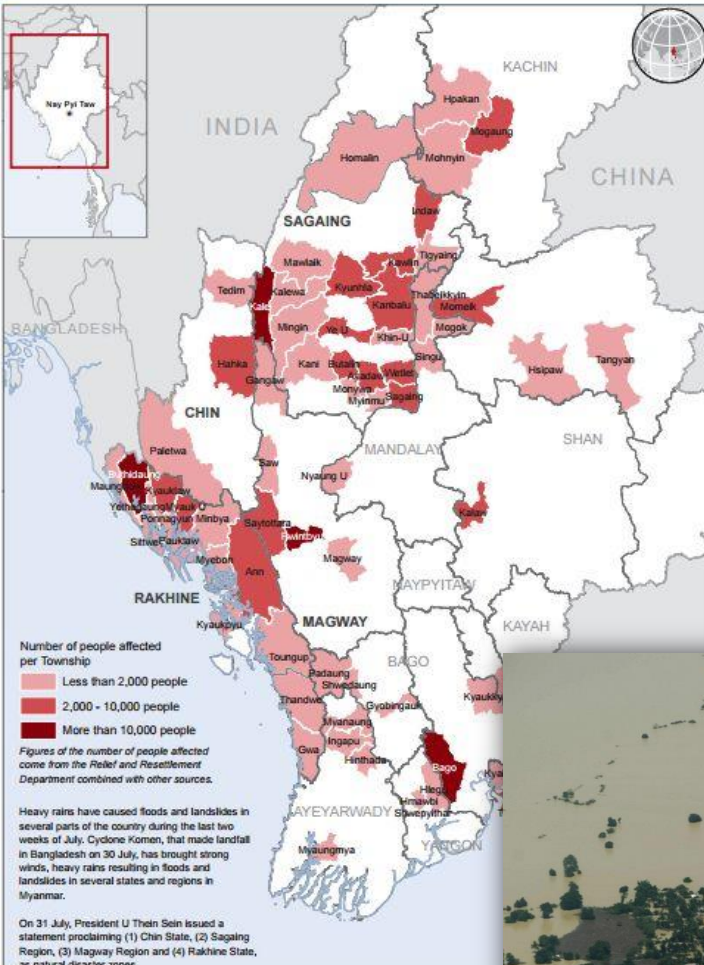 Nay Pyi Taw
KACHIN
INDIA
Hpakan
Mogaung
Homalin
Mohnyin
CHINA
Indaw
SAGAING
Mawlaik
Kawlin
Tigyaing
Tedim
Kale
Kalewa
Kyunhla
Thabeikkyin
BANGLADESH
Kanbalu
Momeik
Mingin
Ye U
Khin-U
Mogok
Hahka
Kani
Butalin
Singu
Hsipaw
Tangyan
Gangaw
Ayadaw
Wetlet
Monywa
Myinmu
Sagaing
CHIN
Paletwa
MANDALAY
SHAN
Saw
Nyaung U
Buthidaung
Kyauktaw
Myauk U
Ponnagyun
Minbya
Kalaw
Saytottara
Pwintbyu
Sittwe
Pauktaw
Magway
Myebon
Ann
NAYPYITAW
RAKHINE
MAGWAY
KAYAH
Kyaukpyu
Number of people affected
per Township
Less than 2,000 people
2,000 - 10,000 people
More than 10,000 people
Figures of the number of people affected
come from the Relief and Resettlement
Department combined with other sources.
Toungup
BAGO
Padaung
Shwedaung
Thandwe
Gyobingauk
Myanaung
Gwa
Ingapu
Hinthada
Bago
Hlegu
Hmawbi
Shwepyithar
AYEYARWADY
YANGON
Myaungmya
Heavy rains have caused floods and landslides in
several parts of the country during the last two
weeks of July. Cyclone Komen, that made landfall
in Bangladesh on 30 July, has brought strong
winds, heavy rains resulting in floods and
landslides in several states and regions in
Myanmar.
On 31 July, President U Thein Sein issued a
statement proclaiming (1) Chin State, (2) Sagaing
Region, (3) Magway Region and (4) Rakhine State,
as natural disaster zones.